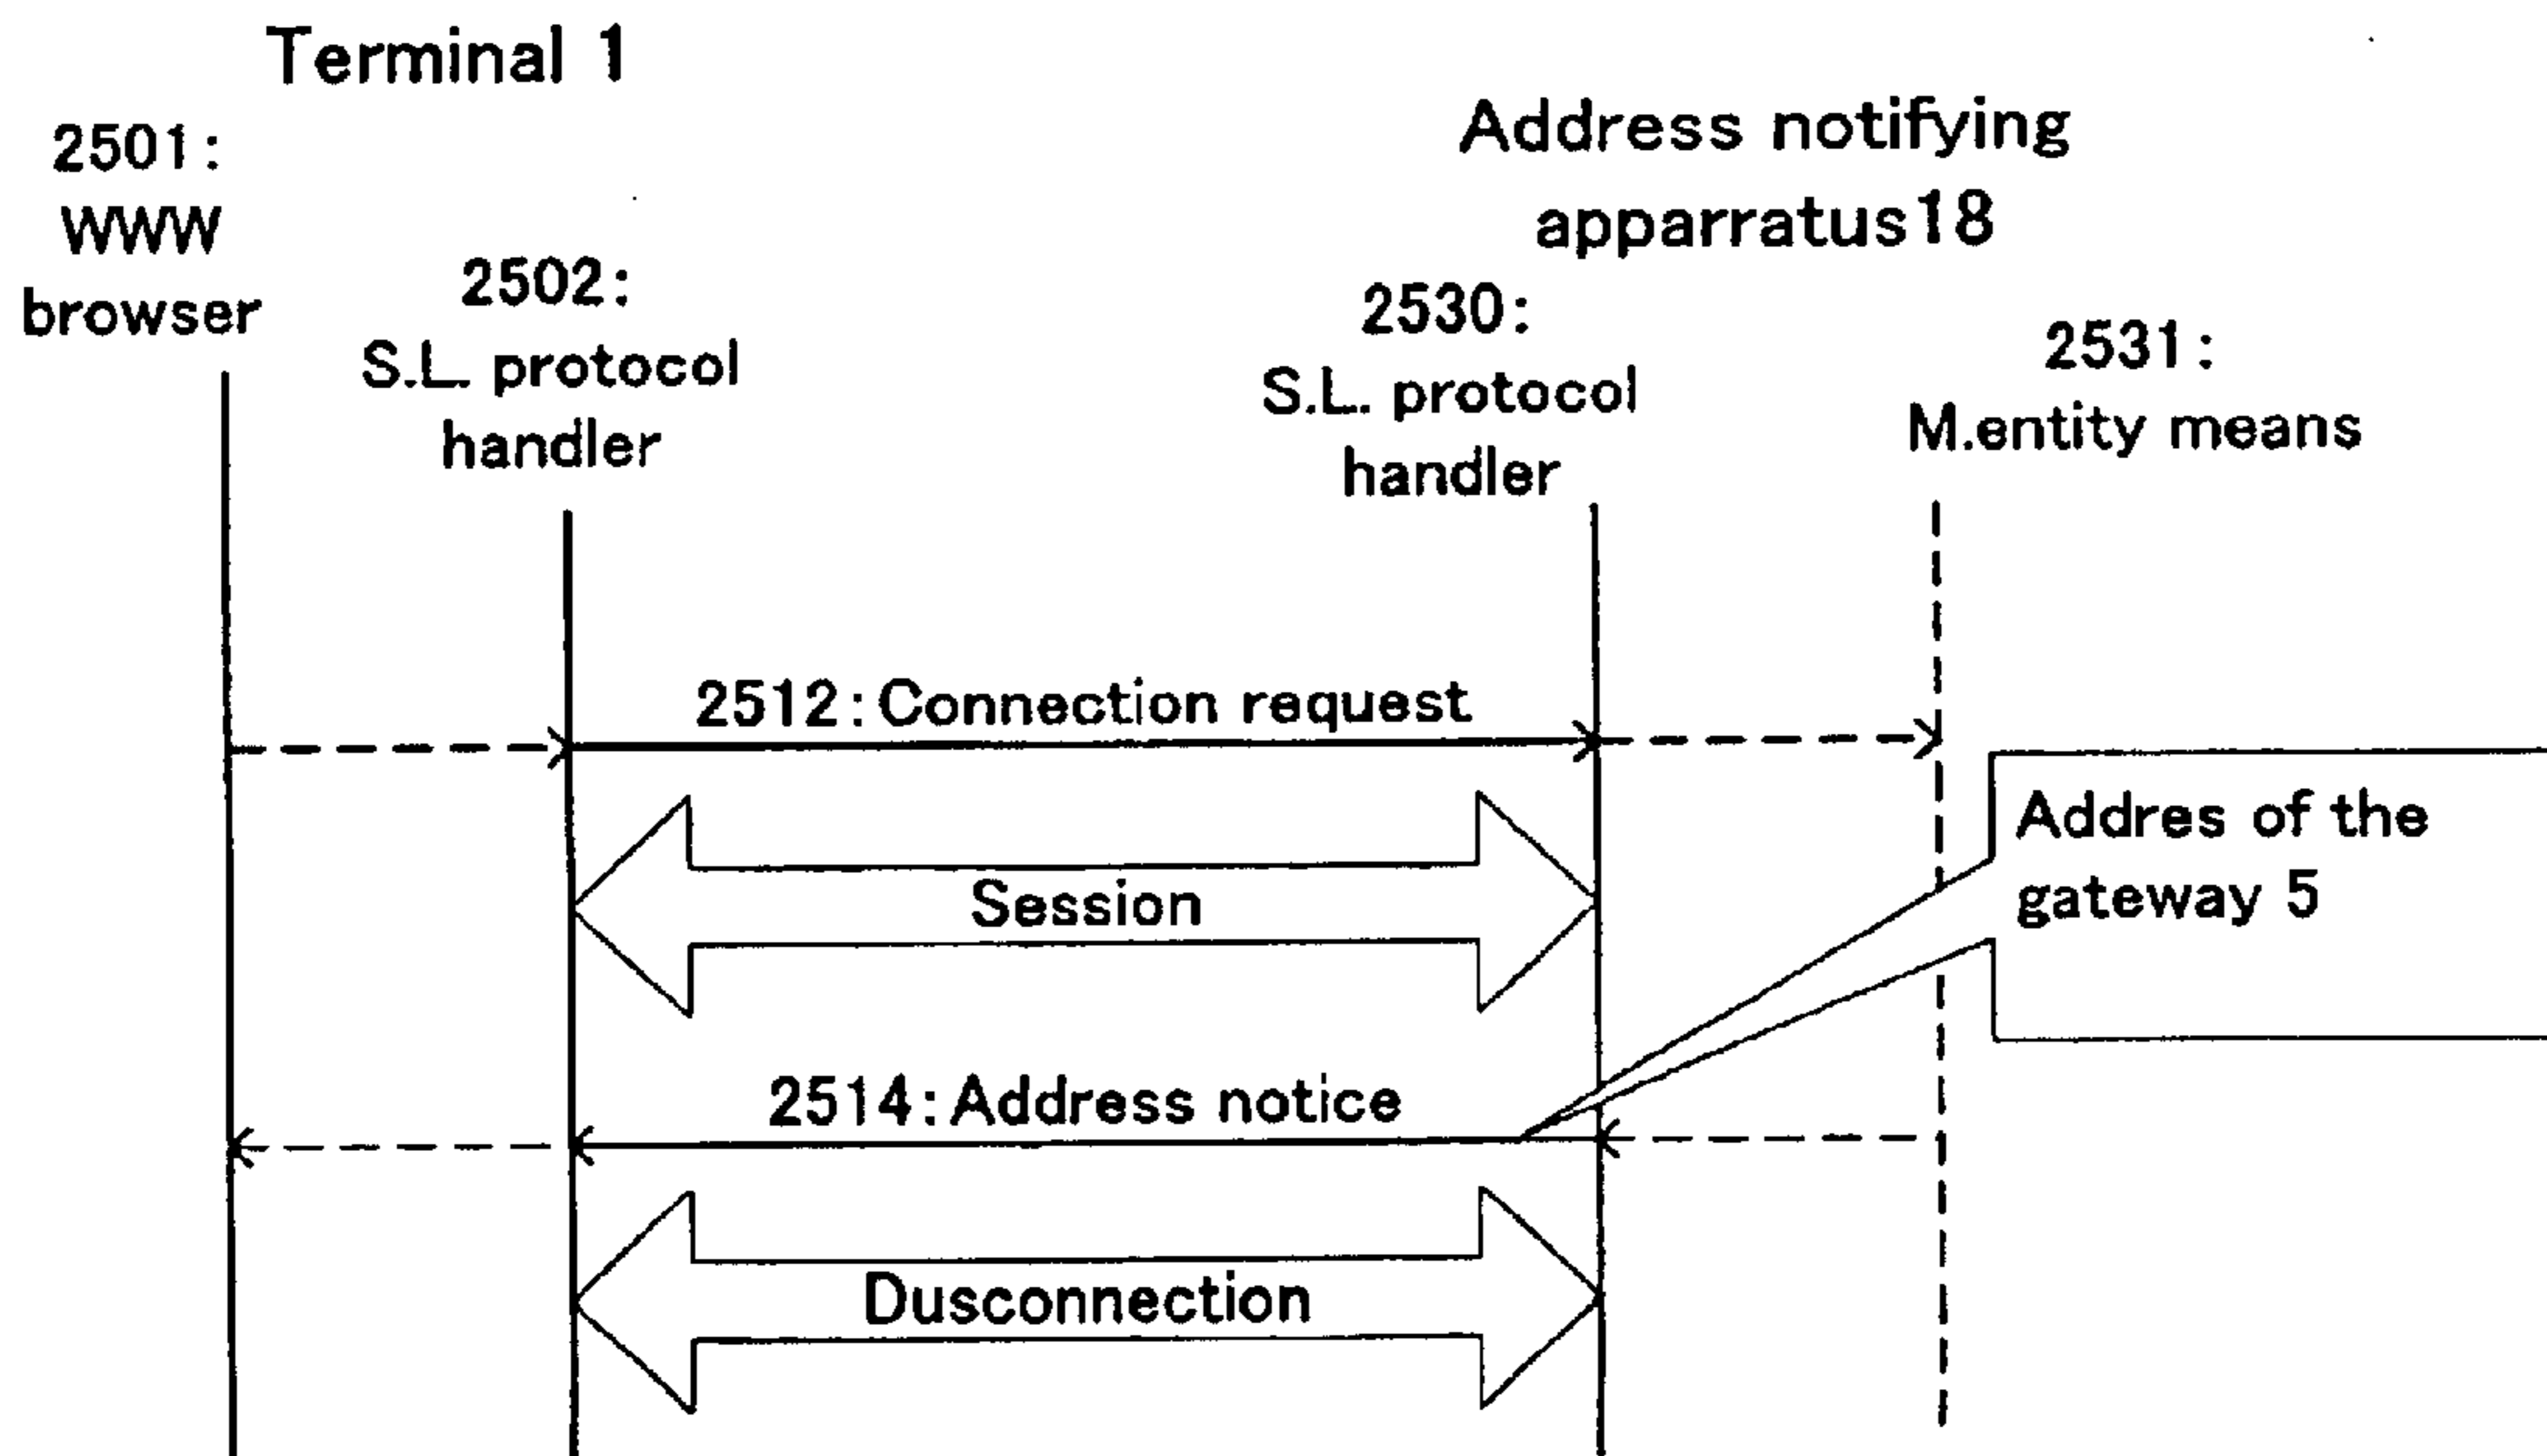 Terminal 1
2501:
WWW
browser
2502:
S.L. protocol
handler
Address notifying
apparratus18
2530:
S.L. protocol
handler
2531:
M.entity means
2512:Connection request
Session
Addres of the
gateway 5
2514:Address notice
Dusconnection